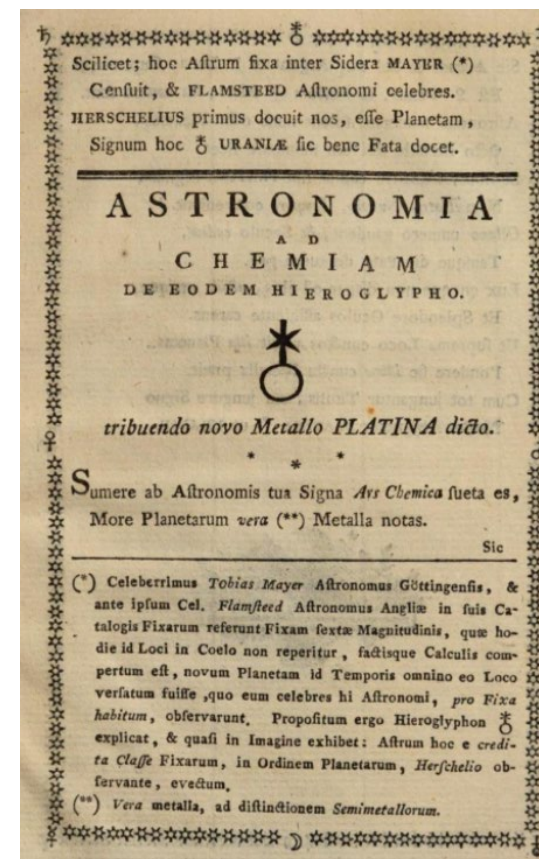 Scilicet; hoc Aſtrum fixa inter Sidera MAYER (*)
Cenſuit, & FLAMSTEED Aſtronomi celebres.
HERSCHELIUS primus docuit nos, eſſe Planetam,
Signum hoc ⛢ URANIÆ ſic bene Fata docet.
ASTRONOMIA
AD
CHEMIAM
DE EODEM HIEROGLYPHO.
tribuendo novo Metallo PLATINA dicto.
* * *
Sumere ab Aſtronomis tua Signa Ars Chemica ſueta es,
More Planetarum vera (**) Metalla notas.
Sic
(*) Celeberrimus Tobias Mayer Aſtronomus Göttingenſis, &
ante ipſum Cel. Flamſteed Aſtronomus Angliæ in ſuis Ca-
talogis Fixarum referunt Fixam ſextæ Magnitudinis, quæ ho-
die id Loci in Coelo non reperitur, factisque Calculis com-
pertum eſt, novum Planetam id Temporis omnino eo Loco
verſatum fuiſſe ,quo eum celebres hi Aſtronomi, pro Fixa
habitum, obſervarunt. Propoſitum ergo Hieroglyphon ⛢
explicat, & quaſi in Imagine exhibet: Aſtrum hoc e credi-
ta Claſſe Fixarum, in Ordinem Planetarum, Herſchelio ob-
ſervante, evectum.
(**) Vera metalla, ad diſtinctionem Semimetallorum.